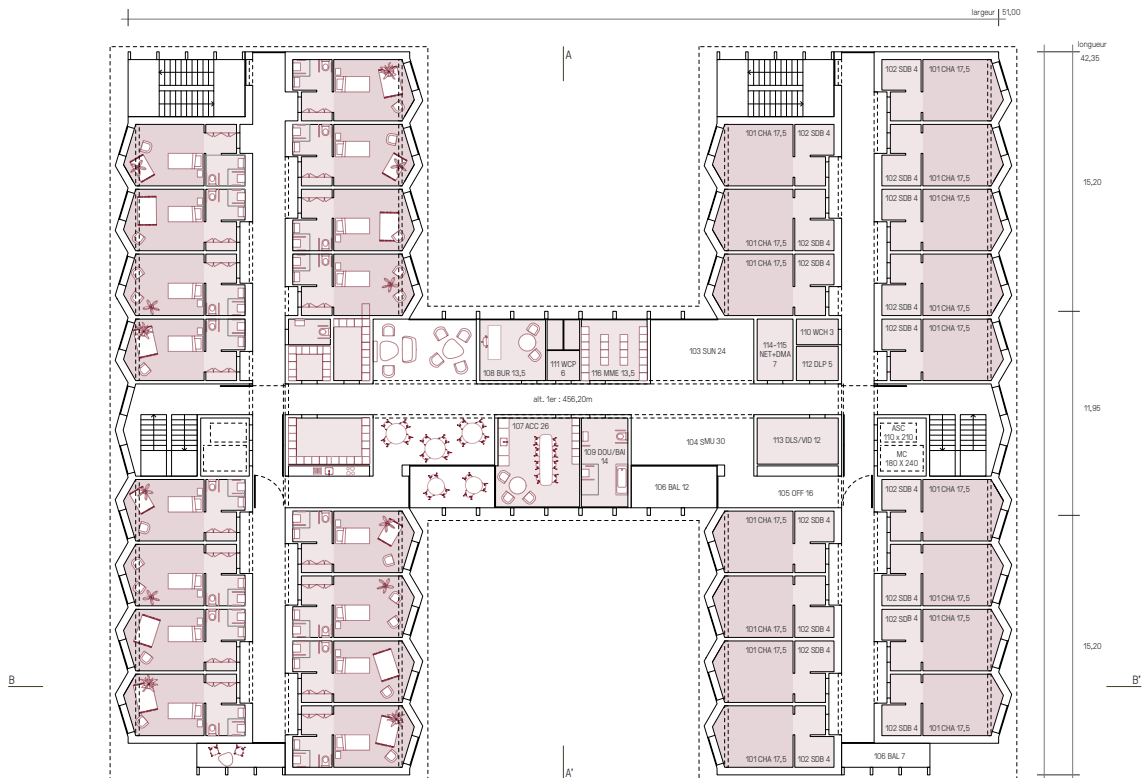 largeur 51,00
longueur
42,35
A
102 SDB 4 101 CHA 17,5
101 CHA 17,5 102 SDB 4
102 SDB 4 101 CHA 17,5
15,20
102 SDB 4 101 CHA 17,5
101 CHA 17,5 102 SDB 4
101 CHA 17,5 102 SDB 4
102 SDB 4 101 CHA 17,5
102 SDB 4 101 CHA 17,5
110 WCH 3
103 SUN 24
114-115
NET+DMA
7
111 WCP
6
112 DLP 5
108 BUR 13,5
116 MME 13,5
alt. 1er : 456,20m
11,95
107 ACC 26
ASC
110 x 210
104 SMU 30
113 DLS/VID 12
109 DOU/BAI
14
MC
180 X 240
106 BAL 12
105 OFF 16
102 SDB 4 101 CHA 17,5
101 CHA 17,5 102 SDB 4
102 SDB 4 101 CHA 17,5
102 SDB 4 101 CHA 17,5
101 CHA 17,5 102 SDB 4
101 CHA 17,5 102 SDB 4
15,20
B
B'
102 SDB 4 101 CHA 17,5
101 CHA 17,5 102 SDB 4
106 BAL 7
A'